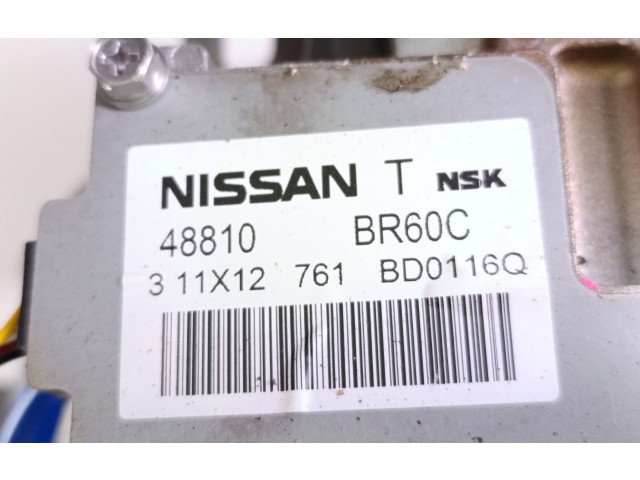 NISSAN T NSK
48810 BR60C
3 11X12 761 BD0116Q